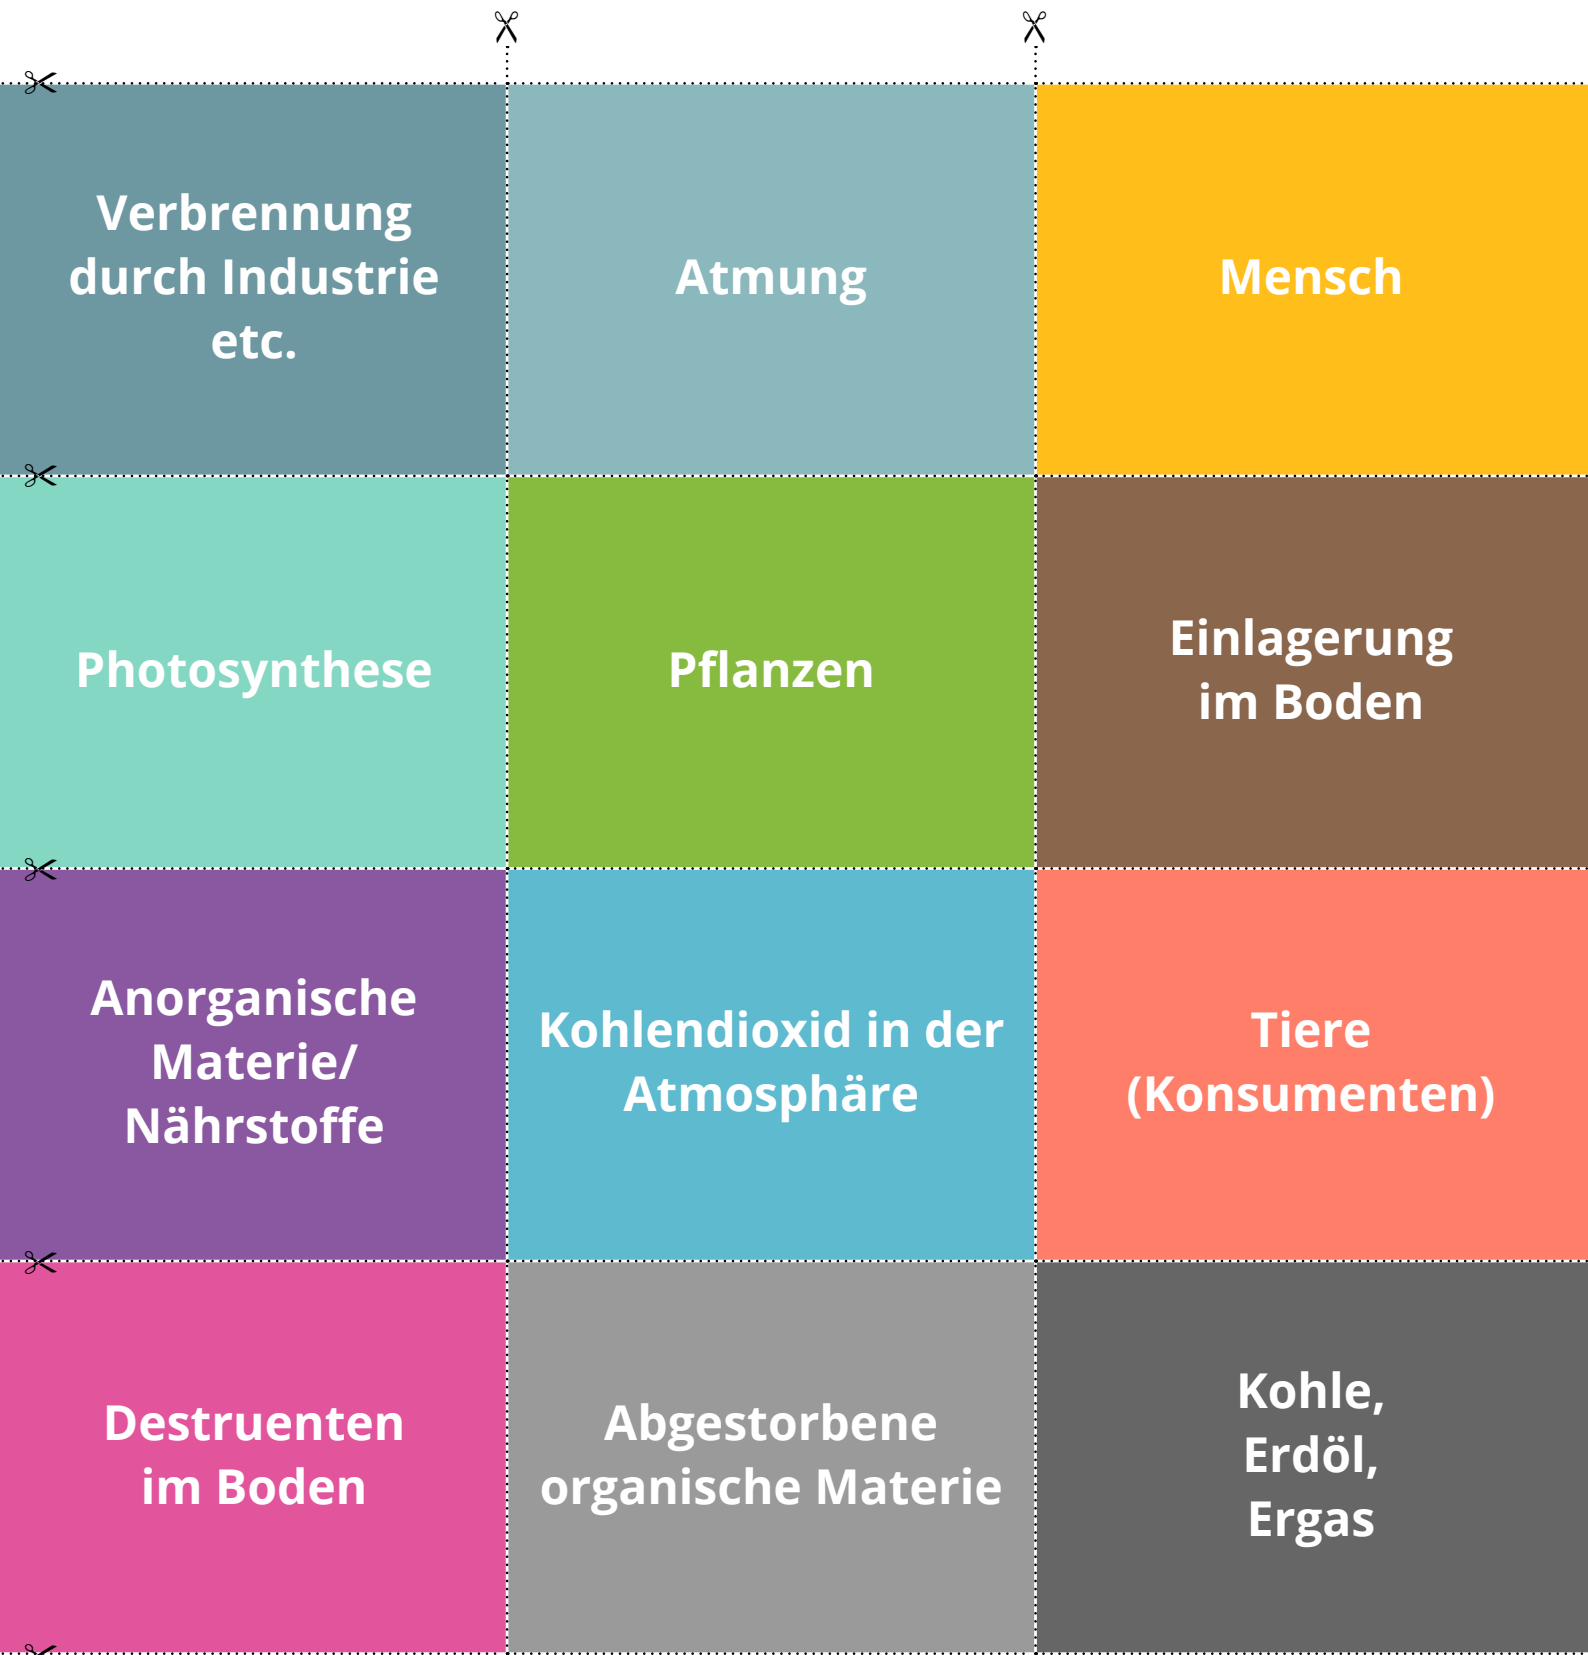 Verbrennung
durch Industrie
etc.
Atmung
Mensch
Photosynthese
Pflanzen
Einlagerung
im Boden
Anorganische
Materie/
Nährstoffe
Kohlendioxid in der
Atmosphäre
Tiere
(Konsumenten)
Destruenten
im Boden
Abgestorbene
organische Materie
Kohle,
Erdöl,
Ergas